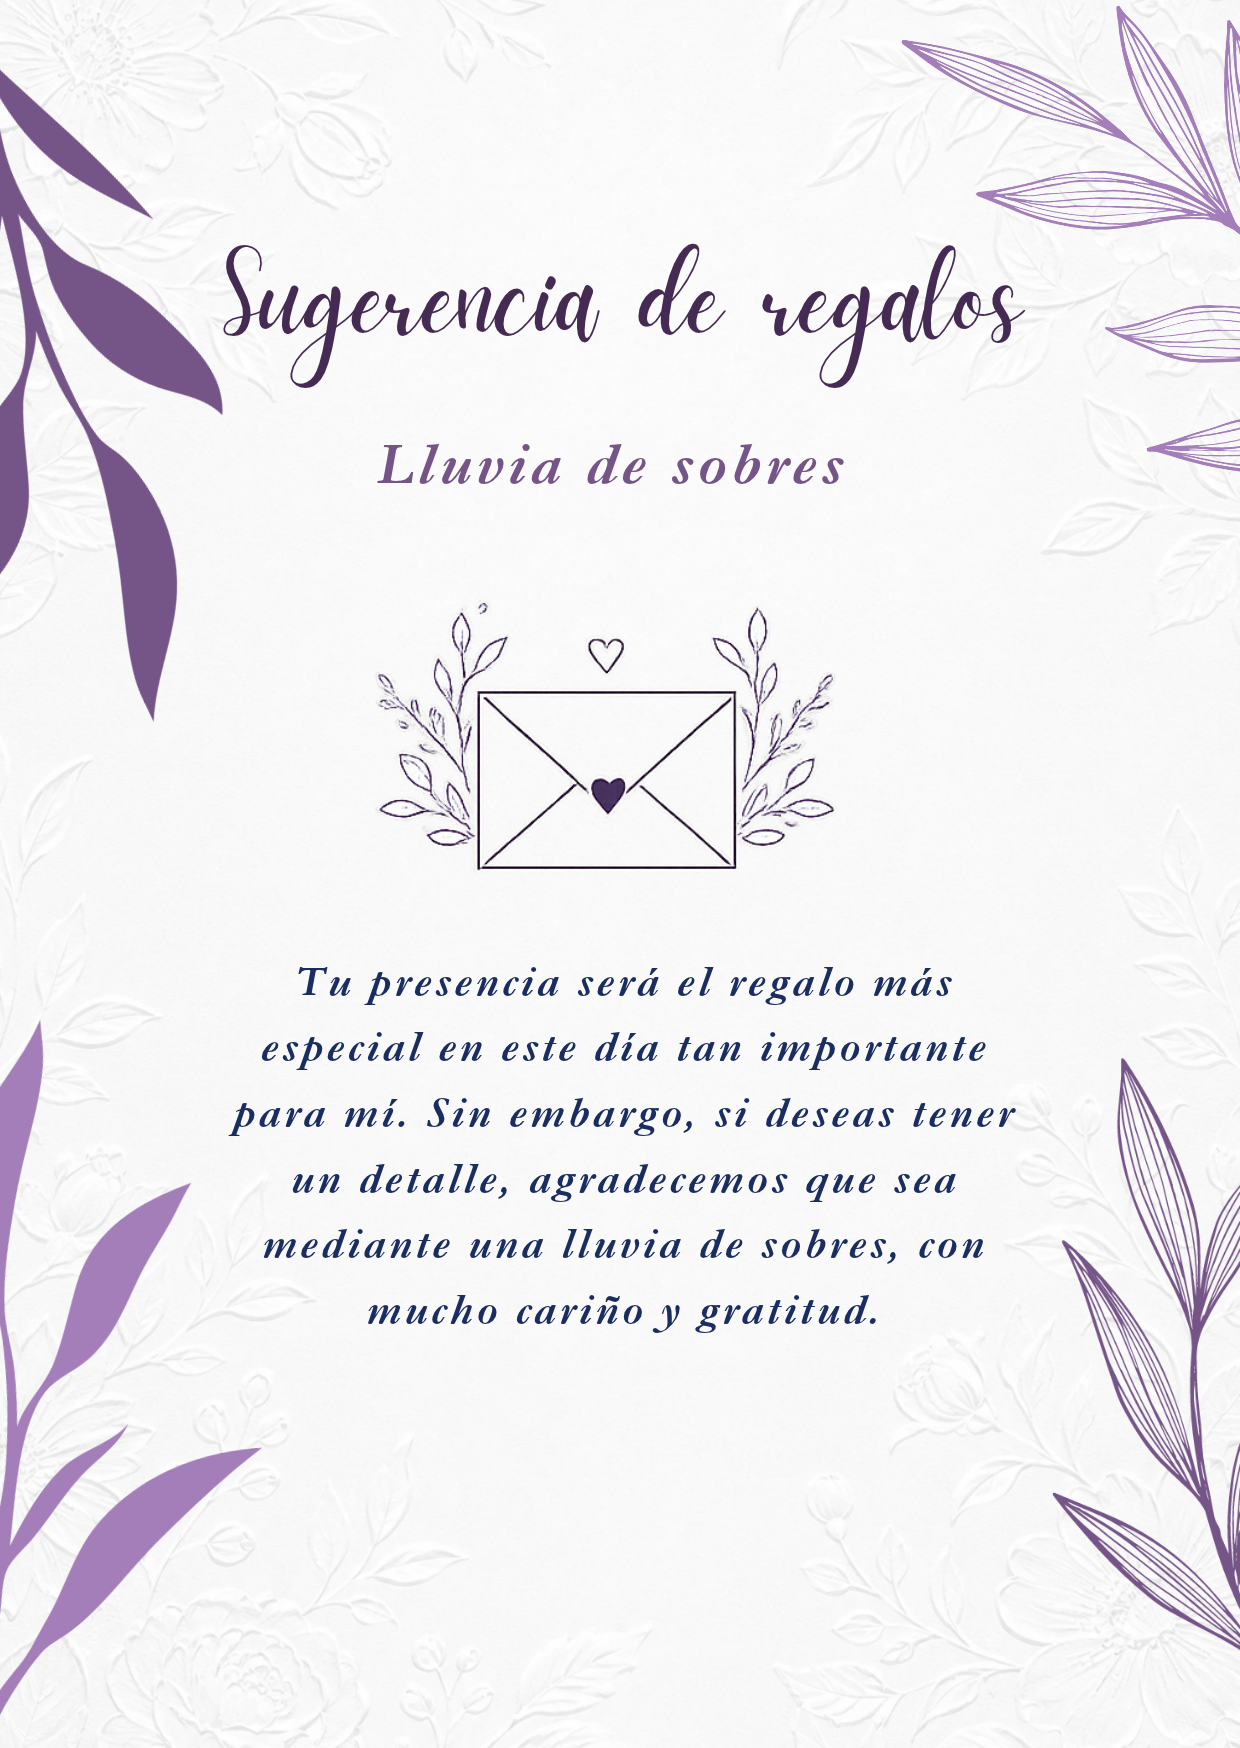 Sugerencia de regalos
Lluvia de sobres
Tu presencia será el regalo más
especial en este día tan importante
para mí. Sin embargo, si deseas tener
un detalle, agradecemos que sea
mediante una lluvia de sobres, con
mucho cariño y gratitud.